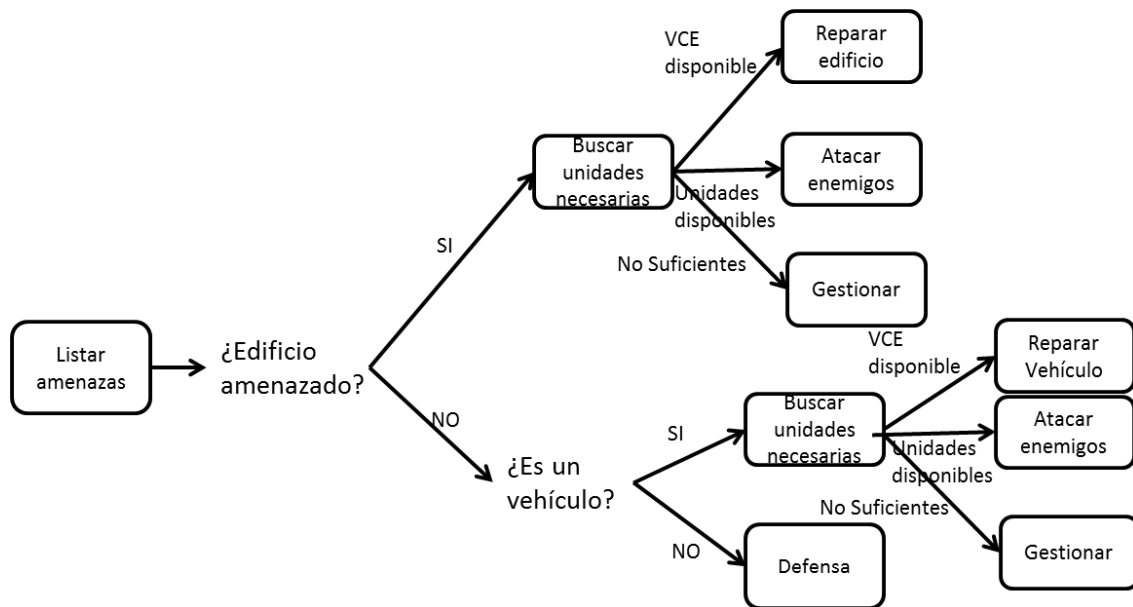 VCE
disponible
Reparar
edificio
Buscar
unidades
necesarias
Unidades
disponibles
Atacar
enemigos
SI
No Suficientes
Gestionar
Listar
amenazas
¿Edificio
amenazado?
NO
VCE
disponible
Reparar
Vehículo
SI
Buscar
unidades
necesarias
Unidades
disponibles
Atacar
enemigos
¿Es un
vehículo?
No Suficientes
Gestionar
NO
Defensa